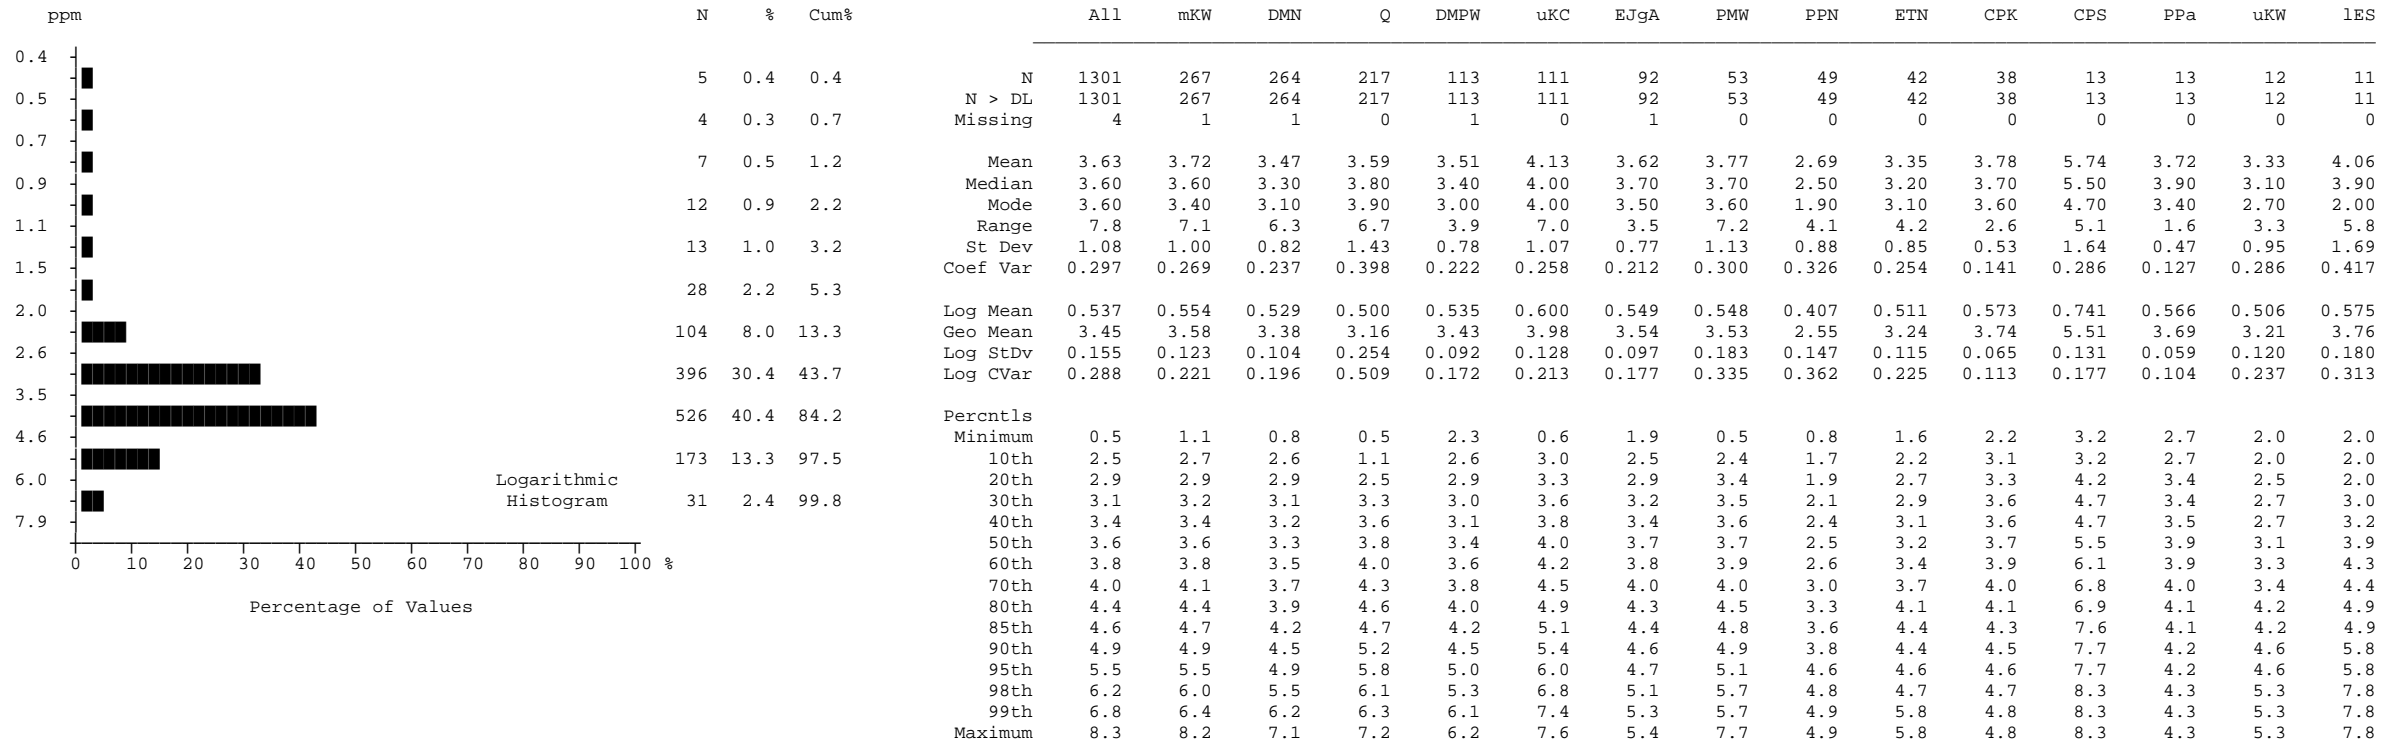 ppm N % Cum% All mKW DMN Q DMPW uKC EJgA PMW PPN ETN CPK CPS PPa uKW lES
0.4
5 0.4 0.4 N 1301 267 264 217 113 111 92 53 49 42 38 13 13 12 11
0.5 N > DL 1301 267 264 217 113 111 92 53 49 42 38 13 13 12 11
4 0.3 0.7 Missing 4 1 1 0 1 0 1 0 0 0 0 0 0 0 0
0.7
7 0.5 1.2 Mean 3.63 3.72 3.47 3.59 3.51 4.13 3.62 3.77 2.69 3.35 3.78 5.74 3.72 3.33 4.06
0.9 Median 3.60 3.60 3.30 3.80 3.40 4.00 3.70 3.70 2.50 3.20 3.70 5.50 3.90 3.10 3.90
12 0.9 2.2 Mode 3.60 3.40 3.10 3.90 3.00 4.00 3.50 3.60 1.90 3.10 3.60 4.70 3.40 2.70 2.00
1.1 Range 7.8 7.1 6.3 6.7 3.9 7.0 3.5 7.2 4.1 4.2 2.6 5.1 1.6 3.3 5.8
13 1.0 3.2 St Dev 1.08 1.00 0.82 1.43 0.78 1.07 0.77 1.13 0.88 0.85 0.53 1.64 0.47 0.95 1.69
1.5 Coef Var 0.297 0.269 0.237 0.398 0.222 0.258 0.212 0.300 0.326 0.254 0.141 0.286 0.127 0.286 0.417
28 2.2 5.3
2.0 Log Mean 0.537 0.554 0.529 0.500 0.535 0.600 0.549 0.548 0.407 0.511 0.573 0.741 0.566 0.506 0.575
104 8.0 13.3 Geo Mean 3.45 3.58 3.38 3.16 3.43 3.98 3.54 3.53 2.55 3.24 3.74 5.51 3.69 3.21 3.76
2.6 Log StDv 0.155 0.123 0.104 0.254 0.092 0.128 0.097 0.183 0.147 0.115 0.065 0.131 0.059 0.120 0.180
396 30.4 43.7 Log CVar 0.288 0.221 0.196 0.509 0.172 0.213 0.177 0.335 0.362 0.225 0.113 0.177 0.104 0.237 0.313
3.5
526 40.4 84.2 Percntls
4.6 Minimum 0.5 1.1 0.8 0.5 2.3 0.6 1.9 0.5 0.8 1.6 2.2 3.2 2.7 2.0 2.0
173 13.3 97.5 10th 2.5 2.7 2.6 1.1 2.6 3.0 2.5 2.4 1.7 2.2 3.1 3.2 2.7 2.0 2.0
6.0 Logarithmic 20th 2.9 2.9 2.9 2.5 2.9 3.3 2.9 3.4 1.9 2.7 3.3 4.2 3.4 2.5 2.0
Histogram 31 2.4 99.8 30th 3.1 3.2 3.1 3.3 3.0 3.6 3.2 3.5 2.1 2.9 3.6 4.7 3.4 2.7 3.0
7.9 40th 3.4 3.4 3.2 3.6 3.1 3.8 3.4 3.6 2.4 3.1 3.6 4.7 3.5 2.7 3.2
50th 3.6 3.6 3.3 3.8 3.4 4.0 3.7 3.7 2.5 3.2 3.7 5.5 3.9 3.1 3.9
0 10 20 30 40 50 60 70 80 90 100 % 60th 3.8 3.8 3.5 4.0 3.6 4.2 3.8 3.9 2.6 3.4 3.9 6.1 3.9 3.3 4.3
70th 4.0 4.1 3.7 4.3 3.8 4.5 4.0 4.0 3.0 3.7 4.0 6.8 4.0 3.4 4.4
Percentage of Values 80th 4.4 4.4 3.9 4.6 4.0 4.9 4.3 4.5 3.3 4.1 4.1 6.9 4.1 4.2 4.9
85th 4.6 4.7 4.2 4.7 4.2 5.1 4.4 4.8 3.6 4.4 4.3 7.6 4.1 4.2 4.9
90th 4.9 4.9 4.5 5.2 4.5 5.4 4.6 4.9 3.8 4.4 4.5 7.7 4.2 4.6 5.8
95th 5.5 5.5 4.9 5.8 5.0 6.0 4.7 5.1 4.6 4.6 4.6 7.7 4.2 4.6 5.8
98th 6.2 6.0 5.5 6.1 5.3 6.8 5.1 5.7 4.8 4.7 4.7 8.3 4.3 5.3 7.8
99th 6.8 6.4 6.2 6.3 6.1 7.4 5.3 5.7 4.9 5.8 4.8 8.3 4.3 5.3 7.8
Maximum 8.3 8.2 7.1 7.2 6.2 7.6 5.4 7.7 4.9 5.8 4.8 8.3 4.3 5.3 7.8